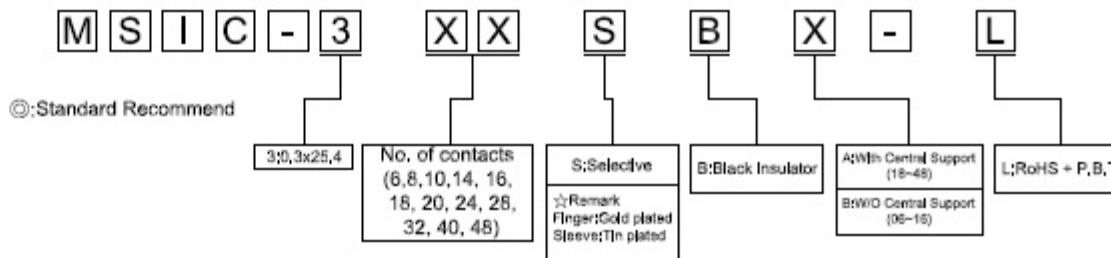 M S I C - 3 X X S B X - L
◎:Standard Recommend
3:0.3x25.4
No. of contacts
(6,8,10,14, 16,
18, 20, 24, 28,
32, 40, 48)
S:Selective
☆Remark
Finger:Gold plated
Sleeve:Tin plated
B:Black Insulator
A:With Central Support
(18~48)
B:W/O Central Support
(06~16)
L:RoHS + P.B.T